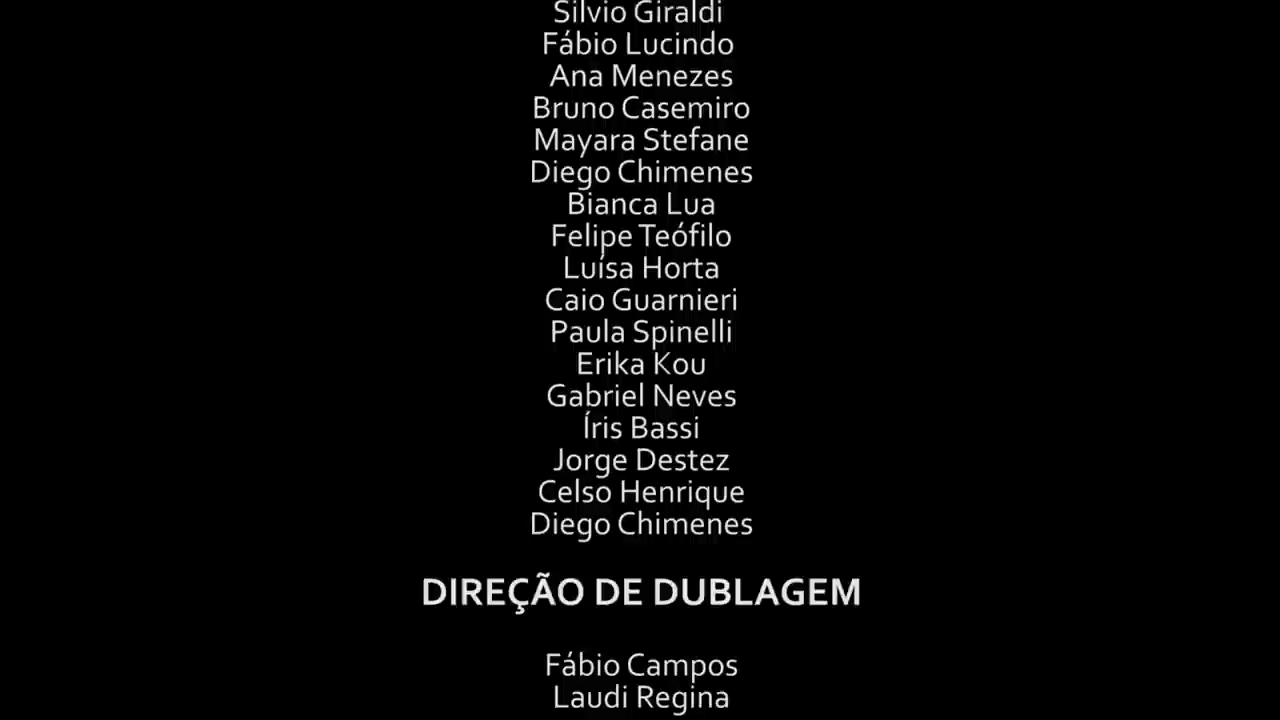 Silvio Giraldi
Fábio Lucindo
Ana Menezes
Bruno Casemiro
Mayara Stefane
Diego Chimenes
Bianca Lua
Felipe Teófilo
Luísa Horta
Caio Guarnieri
Paula Spinelli
Erika Kou
Gabriel Neves
Íris Bassi
Jorge Destez
Celso Henrique
Diego Chimenes
DIREÇÃO DE DUBLAGEM
Fábio Campos
Laudi Regina